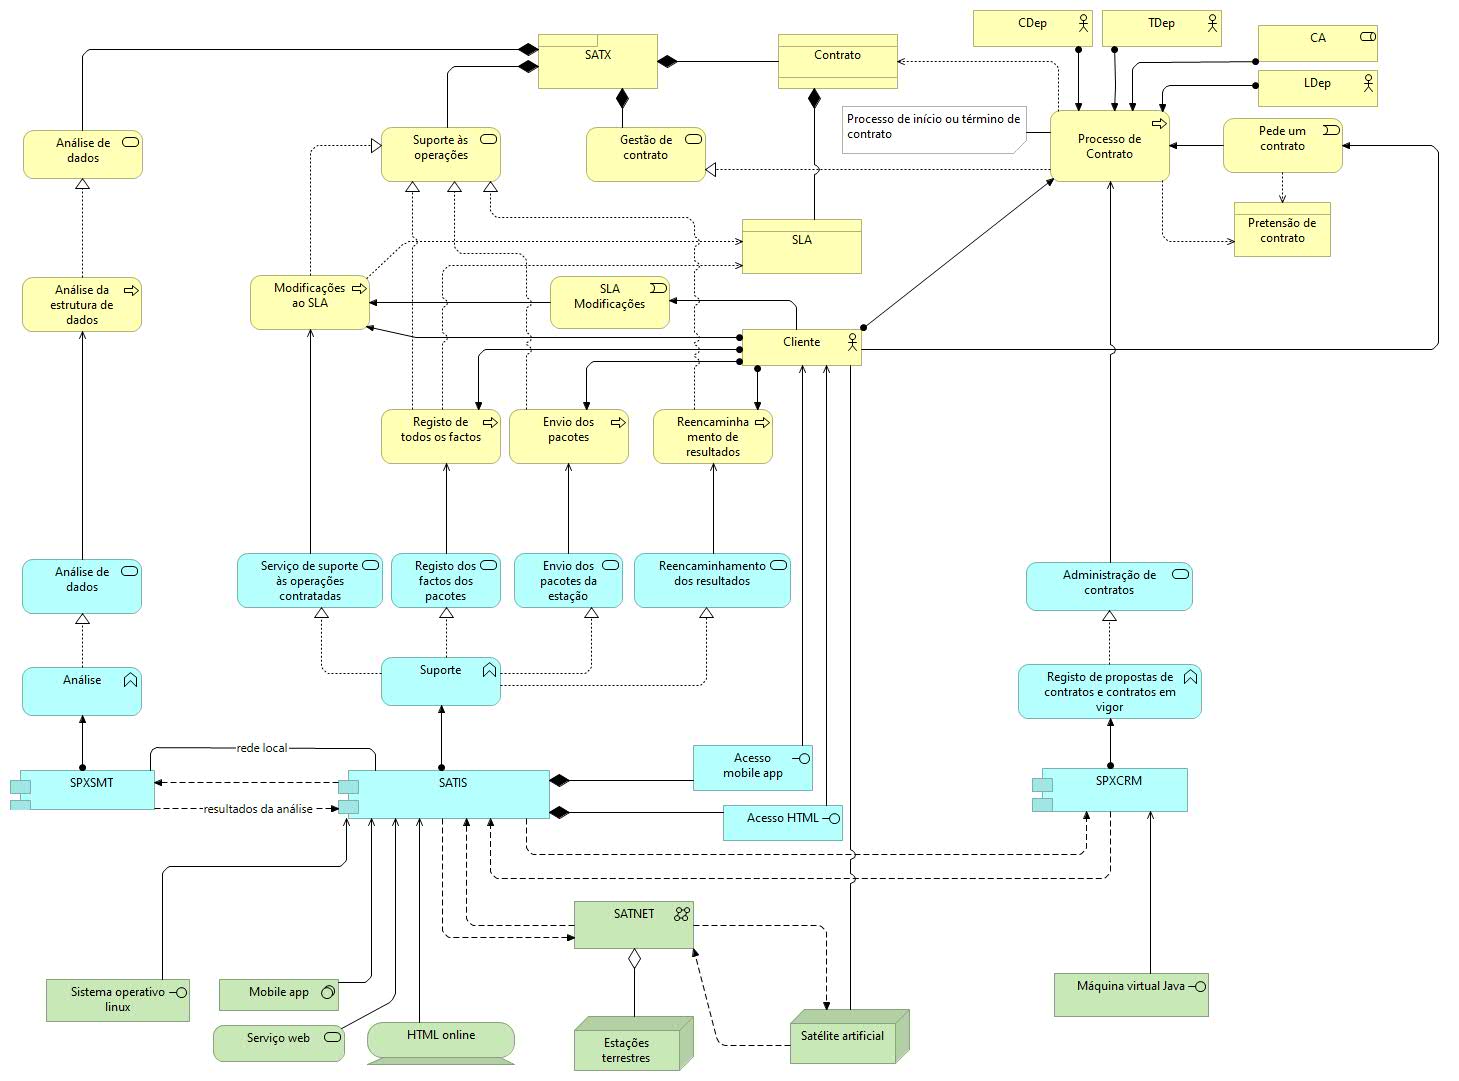 CDep
TDep
CA
SATX
Contrato
LDep
Processo de início ou término de
contrato
Análise de
dados
Suporte às
operações
Gestão de
contrato
Processo de
Contrato
Pede um
contrato
SLA
Pretensão de
contrato
Análise da
estrutura de
dados
Modificações
ao SLA
SLA
Modificações
Cliente
Registo de
todos os factos
Envio dos
pacotes
Reencaminha
mento de
resultados
Análise de
dados
Serviço de suporte
às operações
contratadas
Registo dos
factos dos
pacotes
Envio dos
pacotes da
estação
Reencaminhamento
dos resultados
Administração de
contratos
Análise
Suporte
Registo de propostas de
contratos e contratos em
vigor
rede local
SPXSMT
SATIS
Acesso
mobile app
SPXCRM
resultados da análise
Acesso HTML
SATNET
Sistema operativo
linux
Mobile app
Máquina virtual Java
Serviço web
HTML online
Estações
terrestres
Satélite artificial